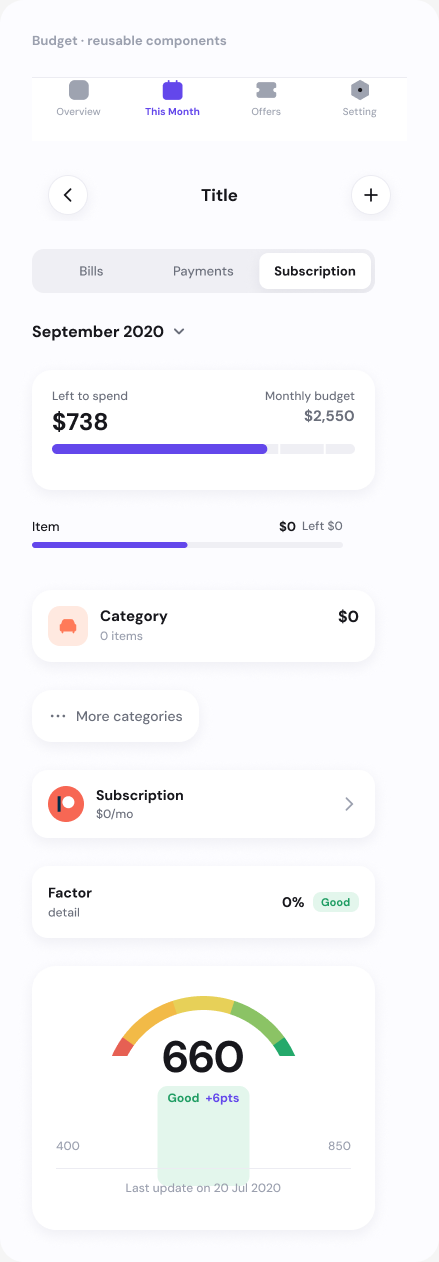 Budget · reusable components
Overview
This Month
Offers
Setting
Title
Bills
Payments
Subscription
September 2020
Left to spend
Monthly budget
$738
$2,550
Item
$0 Left $0
Category
$0
0 items
More categories
Subscription
$0/mo
Factor
detail
0%
Good
660
Good +6pts
400
850
Last update on 20 Jul 2020